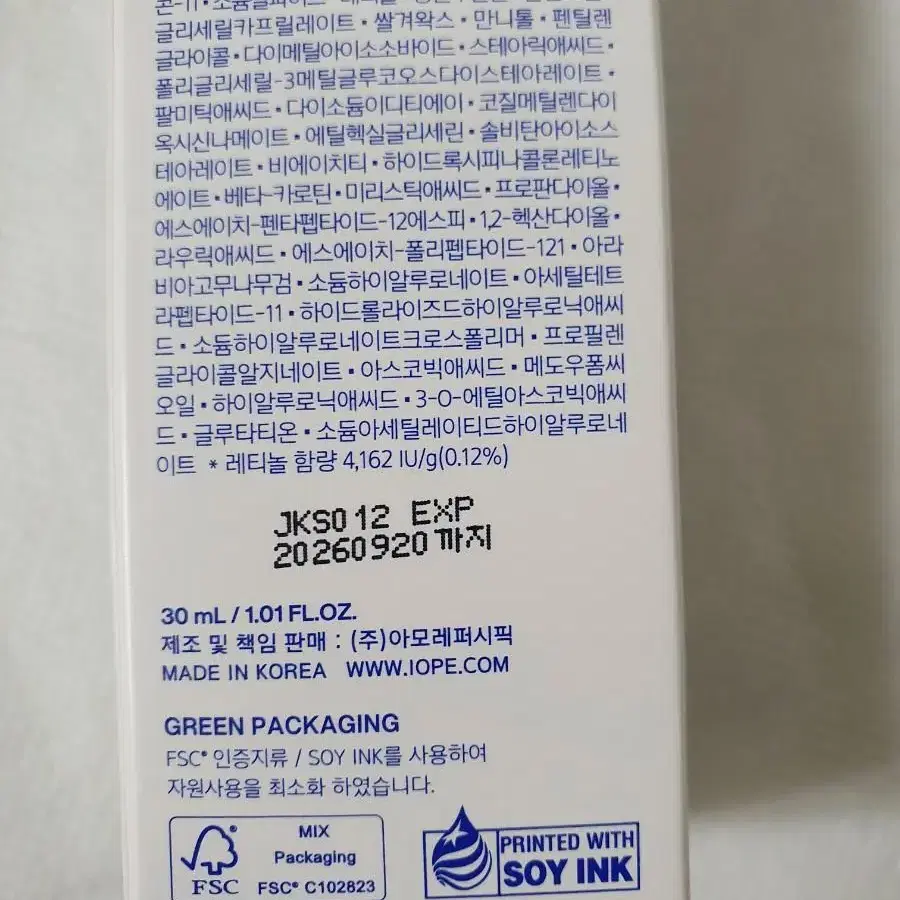 글리세릴카프릴레이트 • 쌀겨왁스 • 만니톨 • 펜틸렌
글라이콜 • 다이메틸아이소소바이드 • 스테아릭애씨드 •
폴리글리세릴-3메틸글루코오스다이스테아레이트 •
팔미틱애씨드 • 다이소듐이디티에이 • 코질메틸렌다이
옥시신나메이트 • 에틸헥실글리세린 • 솔비탄아이소스
테아레이트 • 비에이치티 • 하이드록시피나콜론레티노
에이트 • 베타-카로틴 • 미리스틱애씨드 • 프로판다이올 •
에스에이치-펜타펩타이드-12에스피 • 1,2-헥산다이올 •
라우릭애씨드 • 에스에이치-폴리펩타이드-121 • 아라
비아고무나무검 • 소듐하이알루로네이트 • 아세틸테트
라펩타이드-11 • 하이드롤라이즈드하이알루로닉애씨
드 • 소듐하이알루로네이트크로스폴리머 • 프로필렌
글라이콜알지네이트 • 아스코빅애씨드 • 메도우폼씨
오일 • 하이알루로닉애씨드 • 3-O-에틸아스코빅애씨
드 • 글루타티온 • 소듐아세틸레이티드하이알루로네
이트 * 레티놀 함량 4,162 IU/g(0.12%)
JKS012 EXP
20260920까지
30 mL / 1.01 FL.OZ.
제조 및 책임 판매 : (주)아모레퍼시픽
MADE IN KOREA WWW.IOPE.COM
GREEN PACKAGING
FSC® 인증지류 / SOY INK를 사용하여
자원사용을 최소화 하였습니다.
MIX
Packaging
FSC FSC® C102823
PRINTED WITH
SOY INK